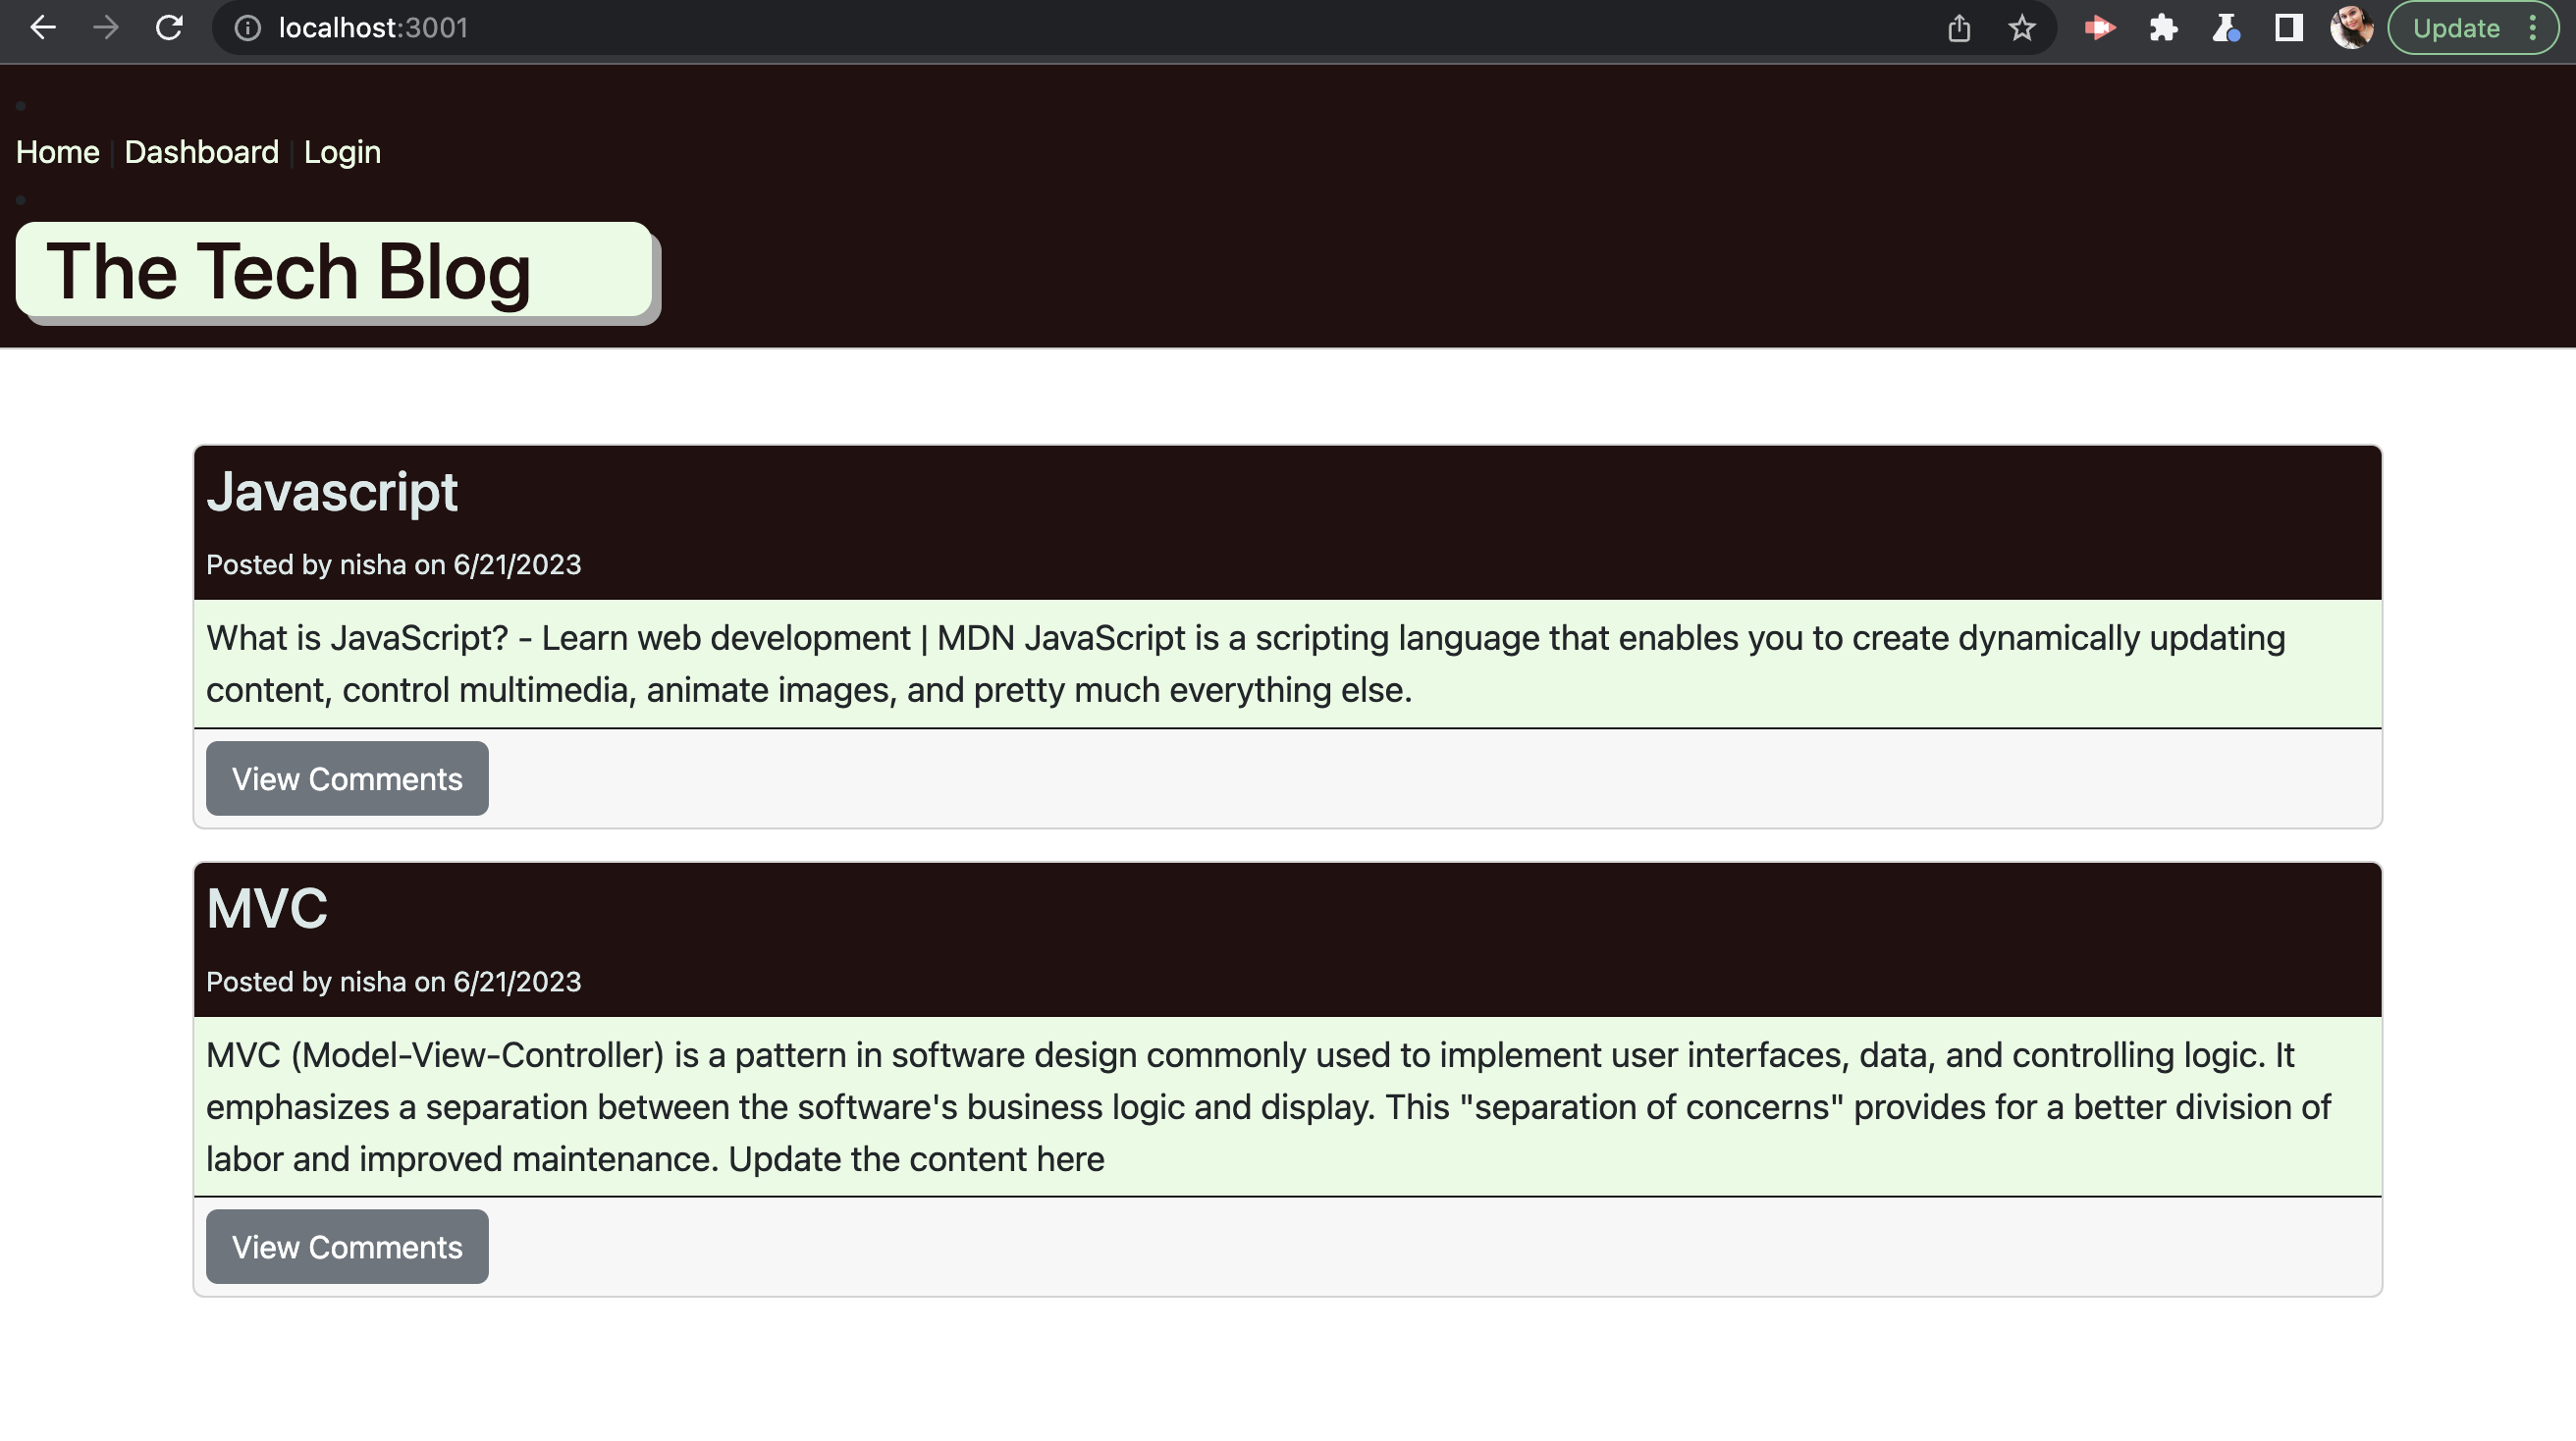 localhost:3001
Update
Home | Dashboard | Login
The Tech Blog
Javascript
Posted by nisha on 6/21/2023
What is JavaScript? - Learn web development | MDN JavaScript is a scripting language that enables you to create dynamically updating
content, control multimedia, animate images, and pretty much everything else.
View Comments
MVC
Posted by nisha on 6/21/2023
MVC (Model-View-Controller) is a pattern in software design commonly used to implement user interfaces, data, and controlling logic. It
emphasizes a separation between the software's business logic and display. This "separation of concerns" provides for a better division of
labor and improved maintenance. Update the content here
View Comments